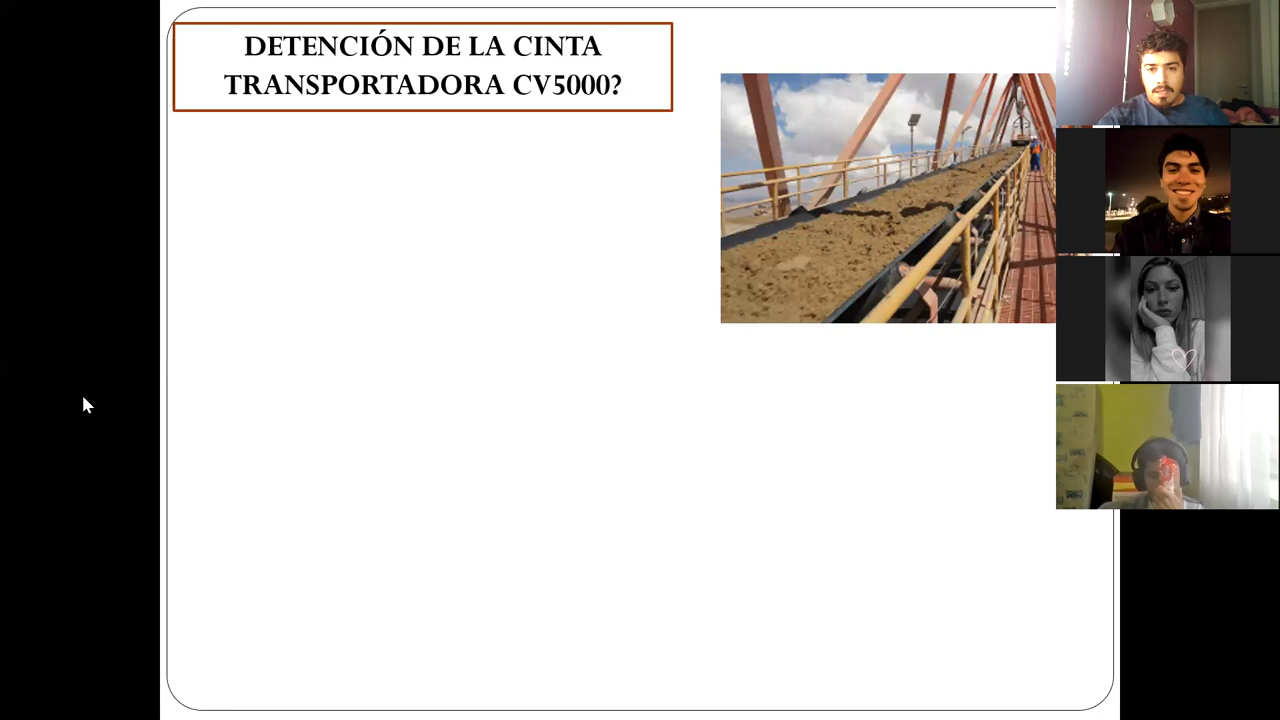 DETENCIÓN DE LA CINTA
TRANSPORTADORA CV5000?